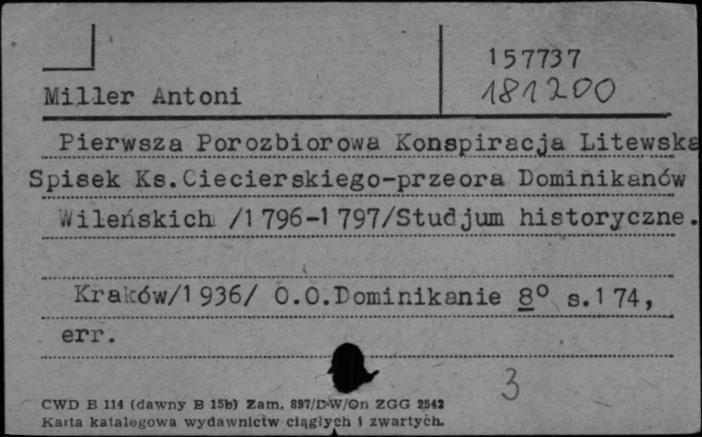 157737
181200
Miller Antoni
Pierwsza Porozbiorowa Konspiracja Litewska
Spisek Ks.Ciecierskiego-przeora Dominikanów
Wileńskich /1796-1797/Studjum historyczne.
Kraków/1936/ O.O.Dominikanie 8° s.174,
err.
3
CWD B 114 (dawny B 15b) Zam. 897/D-W/On ZGG 2542
Karta katalogowa wydawnictw ciągłych i zwartych.